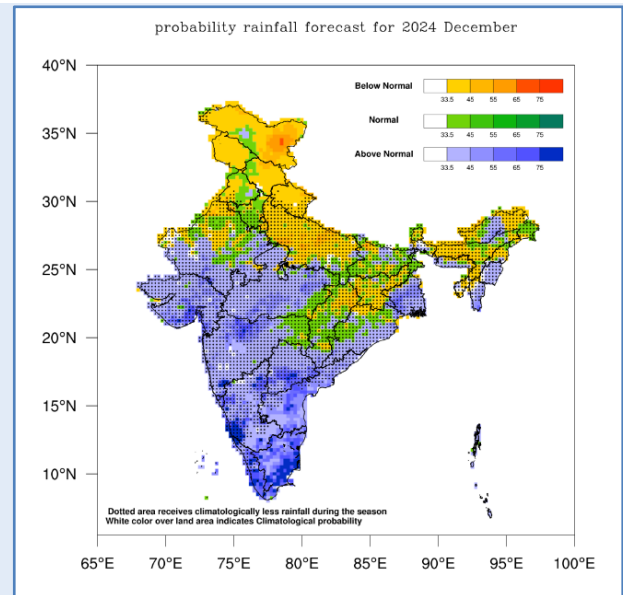 probability rainfall forecast for 2024 December
40°N
Below Normal
33.5 45 55 65 75
Normal
33.5 45 55 65 75
35°N
Above Normal
33.5 45 55 65 75
30°N
25°N
20°N
15°N
10°N
Dotted area receives climatologically less rainfall during the season
White color over land area indicates Climatological probability
65°E 70°E 75°E 80°E 85°E 90°E 95°E 100°E